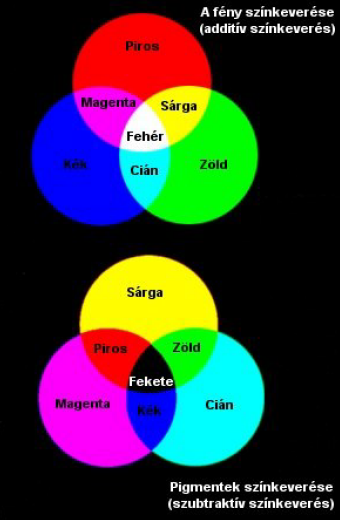 A fény színkeverése
(additív színkeverés)
Piros
Magenta
Sárga
Fehér
Kék
Cián
Zöld
Sárga
Piros
Zöld
Fekete
Magenta
Kék
Cián
Pigmentek színkeverése
(szubtraktív színkeverés)